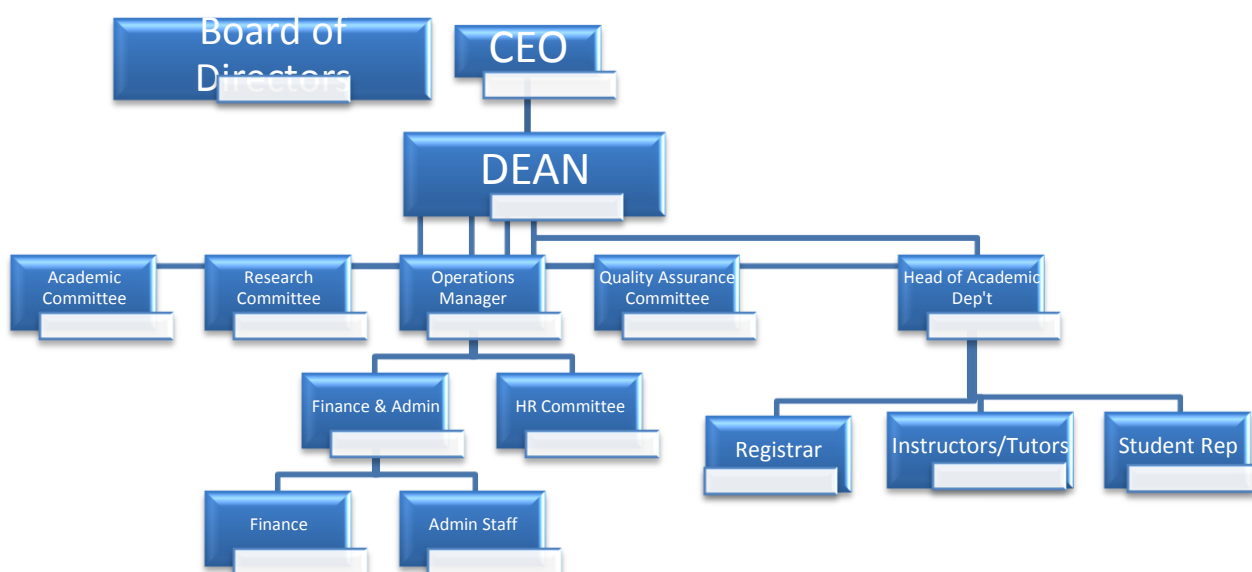 Board of
Directors
CEO
DEAN
Academic
Committee
Research
Committee
Operations
Manager
Quality Assurance
Committee
Head of Academic
Dep't
Finance & Admin
HR Committee
Registrar
Instructors/Tutors
Student Rep
Finance
Admin Staff